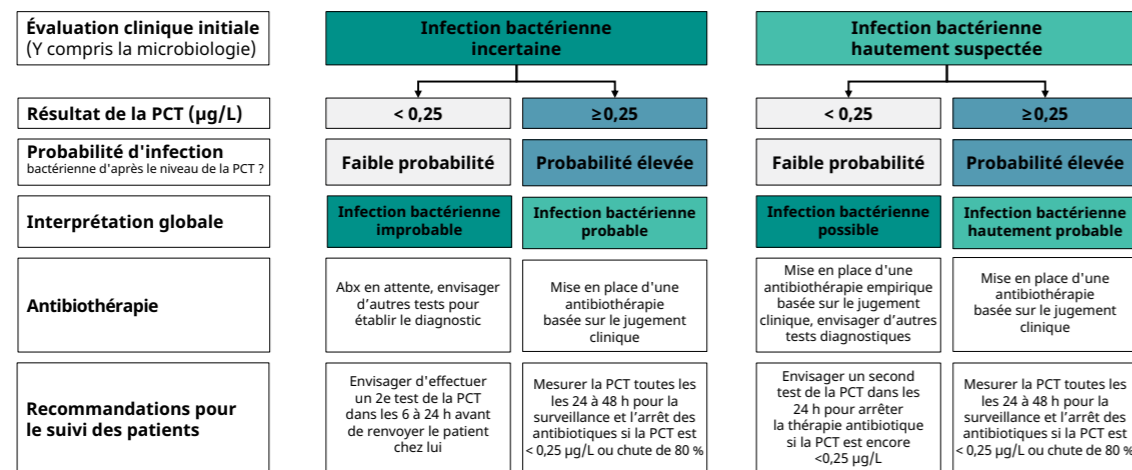 Évaluation clinique initiale
(Y compris la microbiologie)
Infection bactérienne
incertaine
Infection bactérienne
hautement suspectée
Résultat de la PCT (µg/L)
< 0,25
≥0,25
< 0,25
≥0,25
Probabilité d'infection
bactérienne d'après le niveau de la PCT ?
Faible probabilité
Probabilité élevée
Faible probabilité
Probabilité élevée
Interprétation globale
Infection bactérienne
improbable
Infection bactérienne
probable
Infection bactérienne
possible
Infection bactérienne
hautement probable
Antibiothérapie
Abx en attente, envisager
d'autres tests pour
établir le diagnostic
Mise en place d'une
antibiothérapie
basée sur le jugement
clinique
Mise en place d'une
antibiothérapie empirique
basée sur le jugement
clinique, envisager d'autres
tests diagnostiques
Mise en place d'une
antibiothérapie
basée sur le jugement
clinique
Recommandations pour
le suivi des patients
Envisager d'effectuer
un 2e test de la PCT
dans les 6 à 24 h avant
de renvoyer le patient
chez lui
Mesurer la PCT toutes les
les 24 à 48 h pour la
surveillance et l'arrêt des
antibiotiques si la PCT est
< 0,25 µg/L ou chute de 80 %
Envisager un second
test de la PCT dans les
24 h pour arrêter
la thérapie antibiotique
si la PCT est encore
<0,25 µg/L
Mesurer la PCT toutes les
les 24 à 48 h pour la
surveillance et l'arrêt des
antibiotiques si la PCT est
< 0,25 µg/L ou chute de 80 %